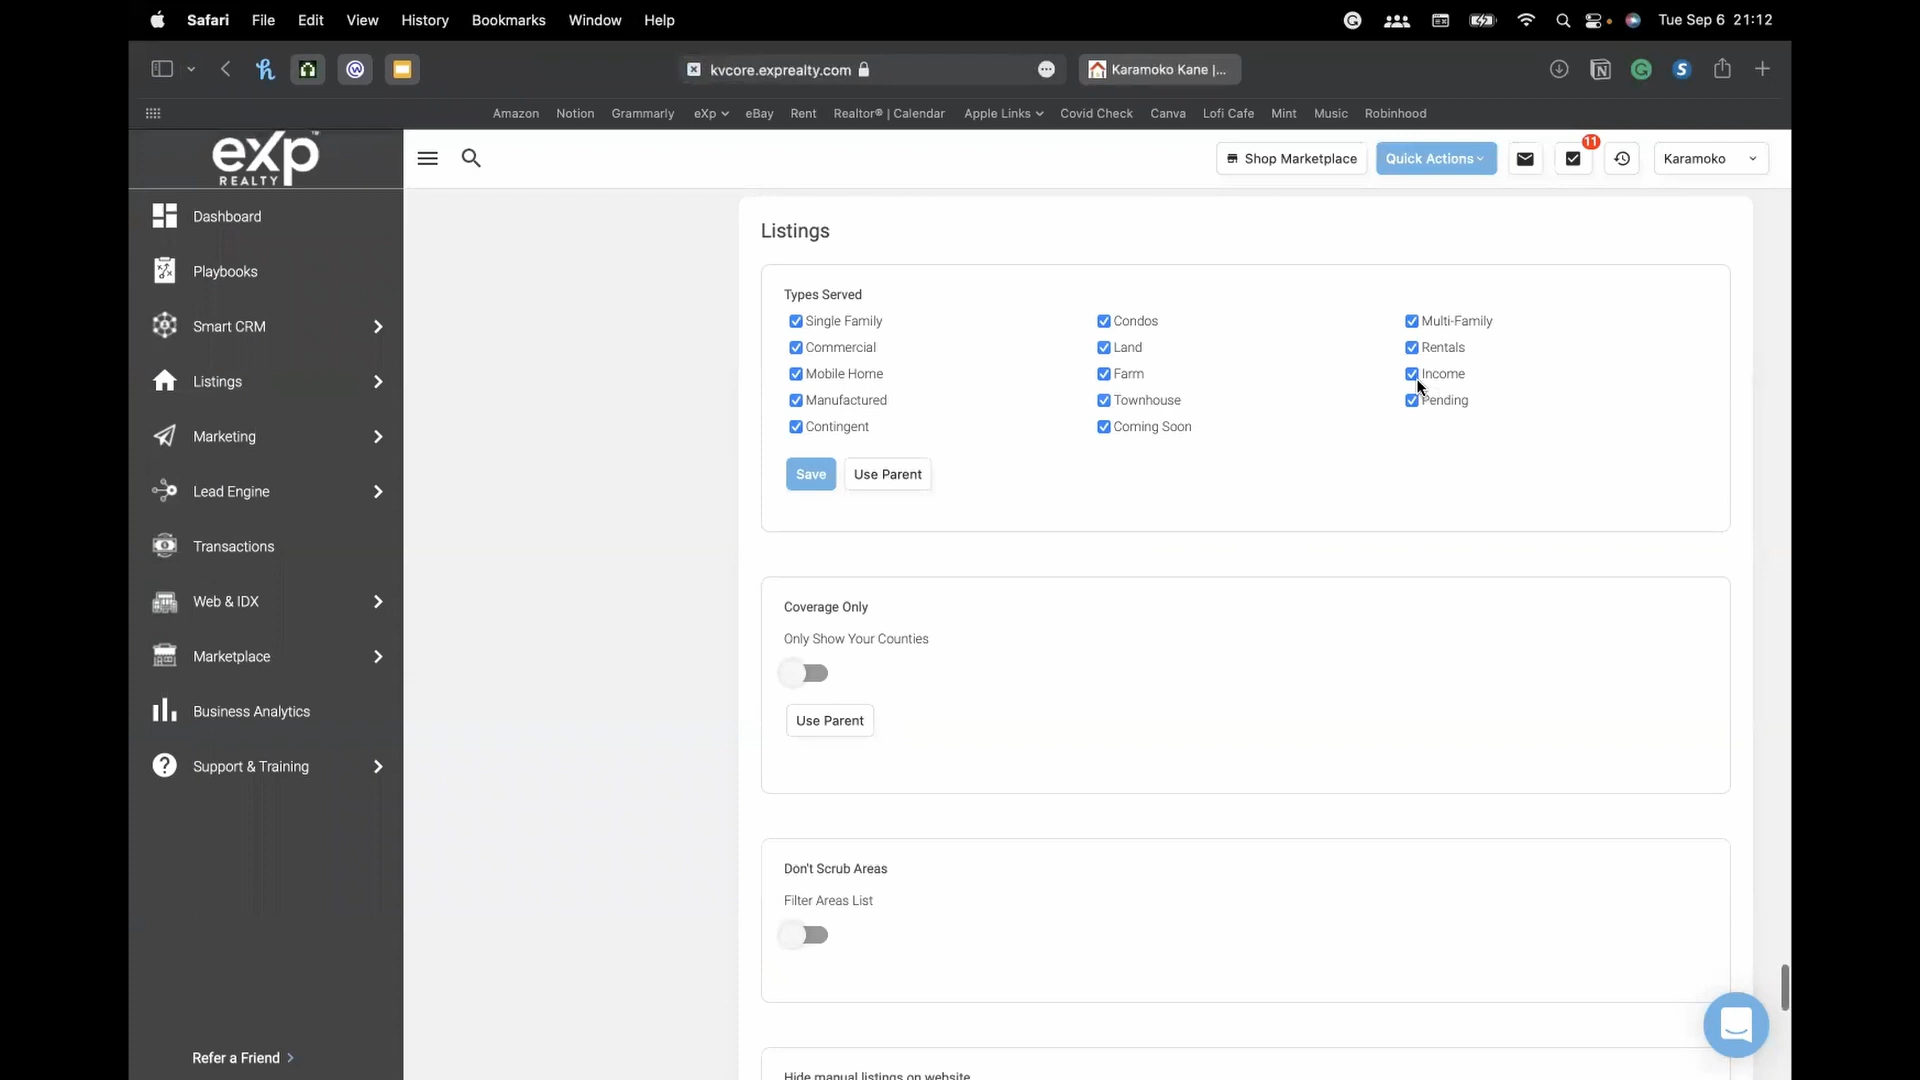 Safari File Edit View History Bookmarks Window Help Tue Sep 6 21:12
kvcore.exprealty.com Karamoko Kane |...
Amazon Notion Grammarly eXp eBay Rent Realtor® | Calendar Apple Links Covid Check Canva Lofi Cafe Mint Music Robinhood
eXp™
REALTY
Shop Marketplace Quick Actions 11 Karamoko
Dashboard
Playbooks
Smart CRM
Listings
Marketing
Lead Engine
Transactions
Web & IDX
Marketplace
Business Analytics
Support & Training
Refer a Friend >
Listings
Types Served
Single Family Condos Multi-Family
Commercial Land Rentals
Mobile Home Farm Income
Manufactured Townhouse Pending
Contingent Coming Soon
Save Use Parent
Coverage Only
Only Show Your Counties
Use Parent
Don't Scrub Areas
Filter Areas List
Hide manual listings on website